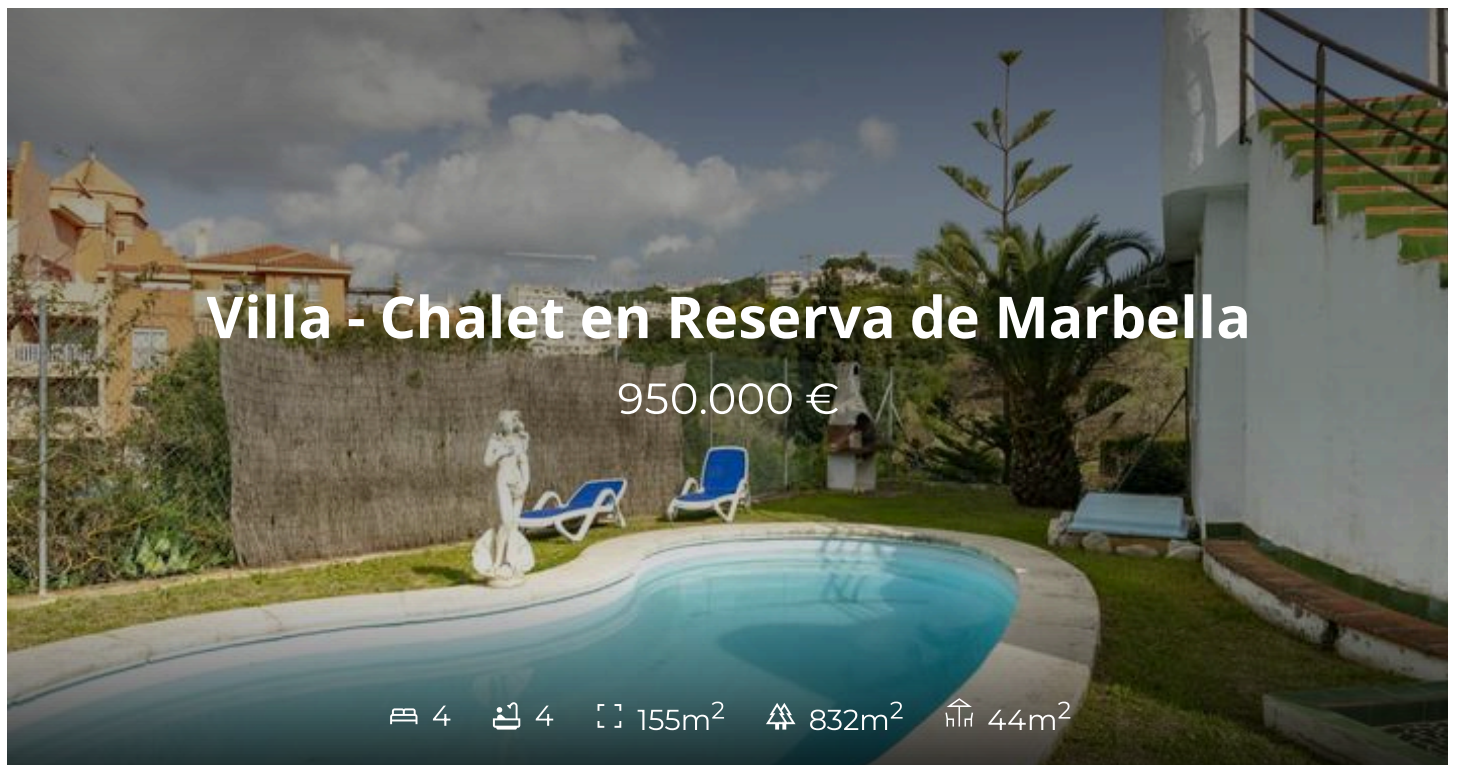 Villa - Chalet en Reserva de Marbella
950.000 €
4 4 155m² 832m² 44m²